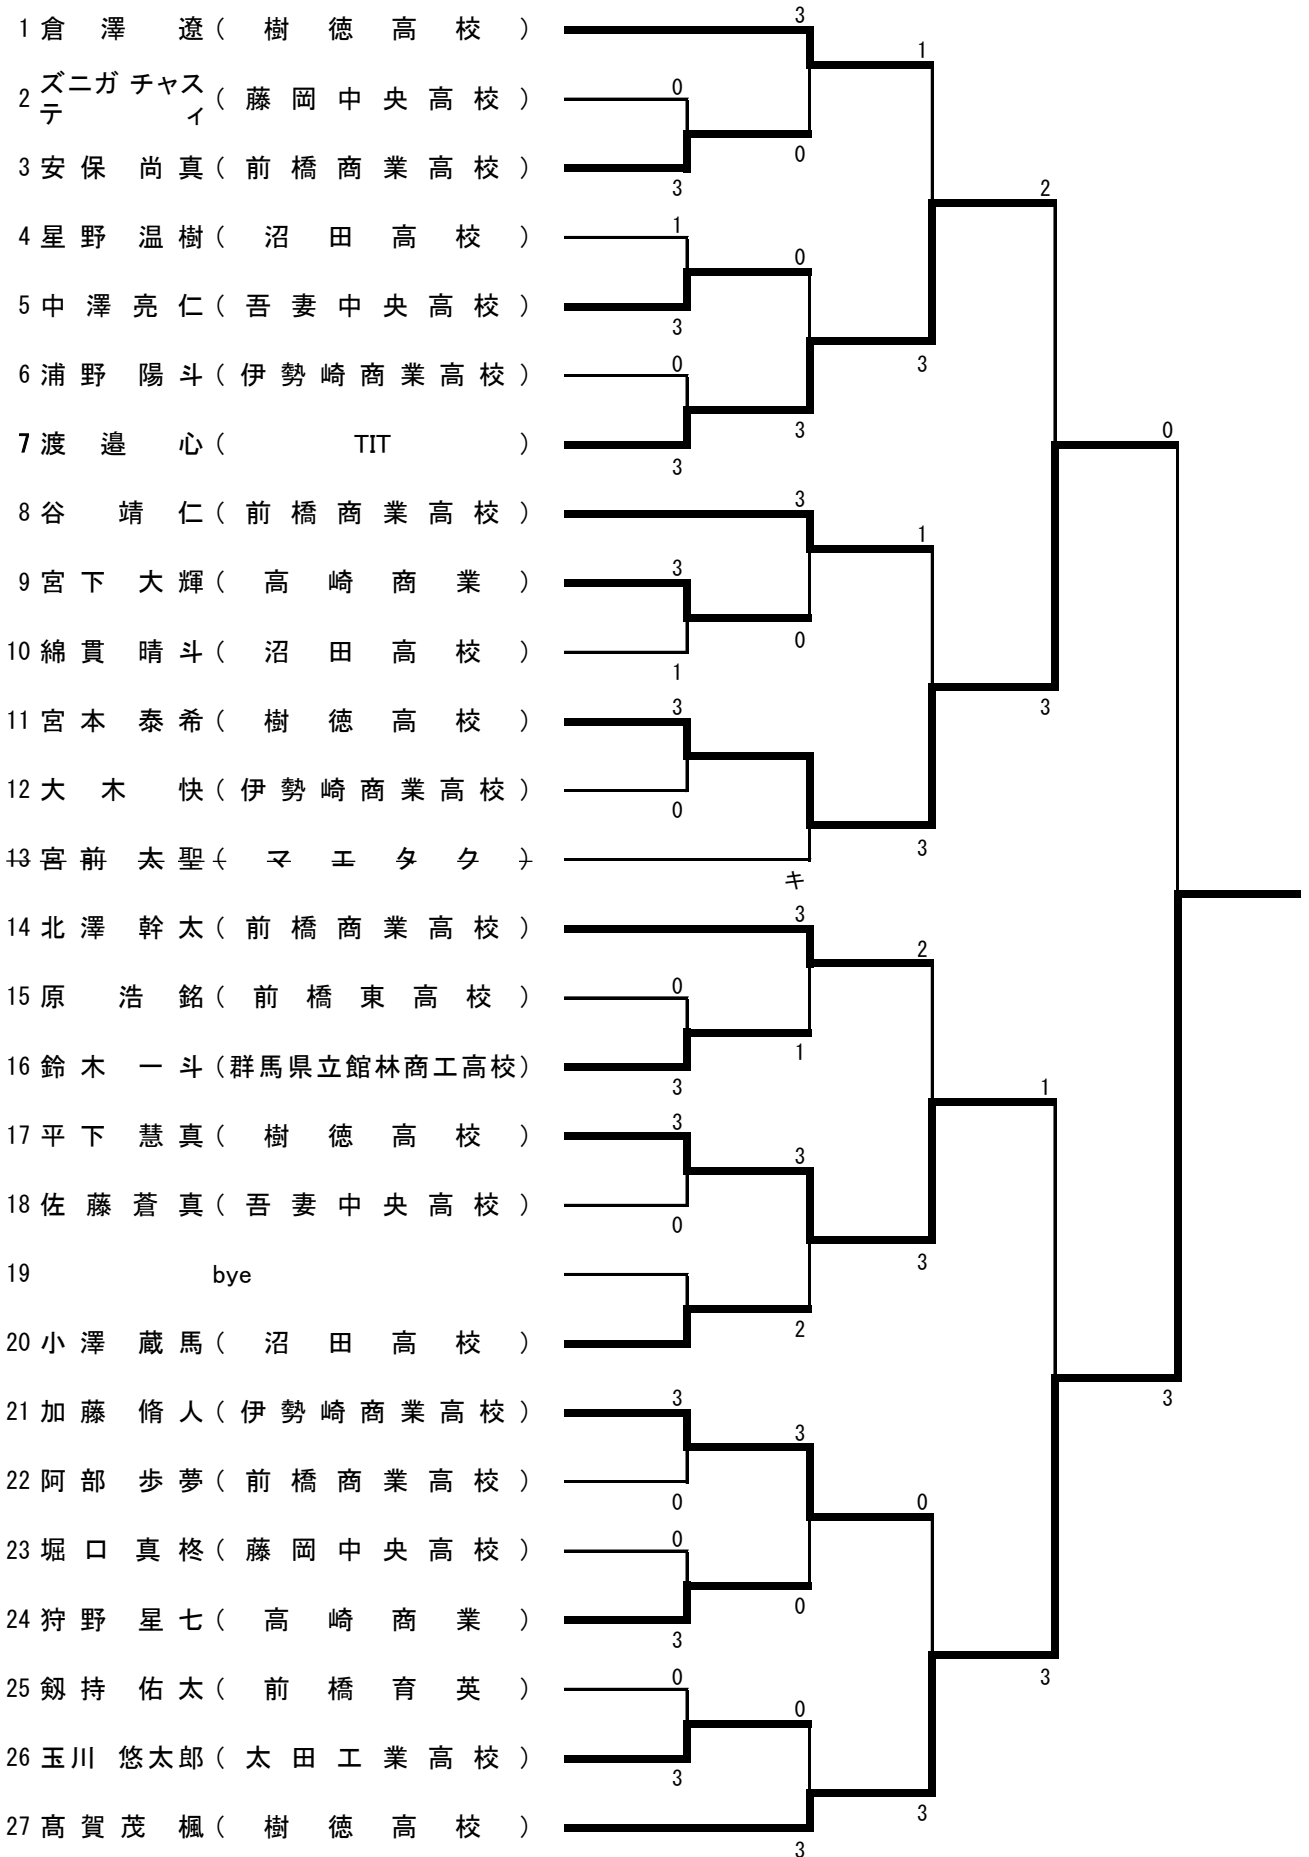 3
1 倉澤 遼 ( 樹徳高校 )
1
ズニガ チャス
2 ティ ( 藤岡中央高校 ) 0
0
3 安保 尚真 ( 前橋商業高校 )
3
2
4 星野 温樹 ( 沼田高校 ) 1
0
5 中澤 亮仁 ( 吾妻中央高校 )
3
6 浦野 陽斗 ( 伊勢崎商業高校 ) 0
3
3
7 渡邉 心 ( TIT ) 0
3
8 谷 靖仁 ( 前橋商業高校 ) 3
1
9 宮下 大輝 ( 高崎商業 ) 3
0
10 綿貫 晴斗 ( 沼田高校 )
1
11 宮本 泰希 ( 樹徳高校 ) 3
3
12 大木 快 ( 伊勢崎商業高校 )
0
3
13 宮前 太聖 ( マエタク )
キ
14 北澤 幹太 ( 前橋商業高校 ) 3
2
15 原 浩銘 ( 前橋東高校 ) 0
1
16 鈴木 一斗 ( 群馬県立館林商工高校 )
3
1
17 平下 慧真 ( 樹徳高校 ) 3
3
18 佐藤 蒼真 ( 吾妻中央高校 )
0
3
19 bye
2
20 小澤 蔵馬 ( 沼田高校 )
21 加藤 脩人 ( 伊勢崎商業高校 ) 3
3
3
22 阿部 歩夢 ( 前橋商業高校 )
0
0
23 堀口 真柊 ( 藤岡中央高校 ) 0
0
24 狩野 星七 ( 高崎商業 )
3
25 剱持 佑太 ( 前橋育英 ) 0
3
0
26 玉川 悠太郎 ( 太田工業高校 )
3
3
27 髙賀茂 楓 ( 樹徳高校 )
3